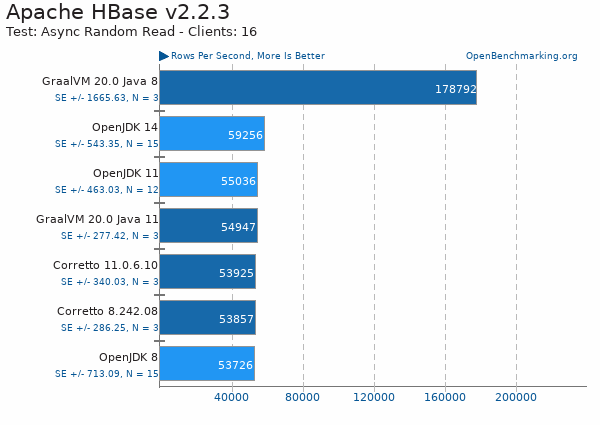 Apache HBase v2.2.3
Test: Async Random Read - Clients: 16
Rows Per Second, More Is Better OpenBenchmarking.org
GraalVM 20.0 Java 8 178792
SE +/- 1665.63, N = 3
OpenJDK 14 59256
SE +/- 543.35, N = 15
OpenJDK 11 55036
SE +/- 463.03, N = 12
GraalVM 20.0 Java 11 54947
SE +/- 277.42, N = 3
Corretto 11.0.6.10 53925
SE +/- 340.03, N = 3
Corretto 8.242.08 53857
SE +/- 286.25, N = 3
OpenJDK 8 53726
SE +/- 713.09, N = 15
40000 80000 120000 160000 200000